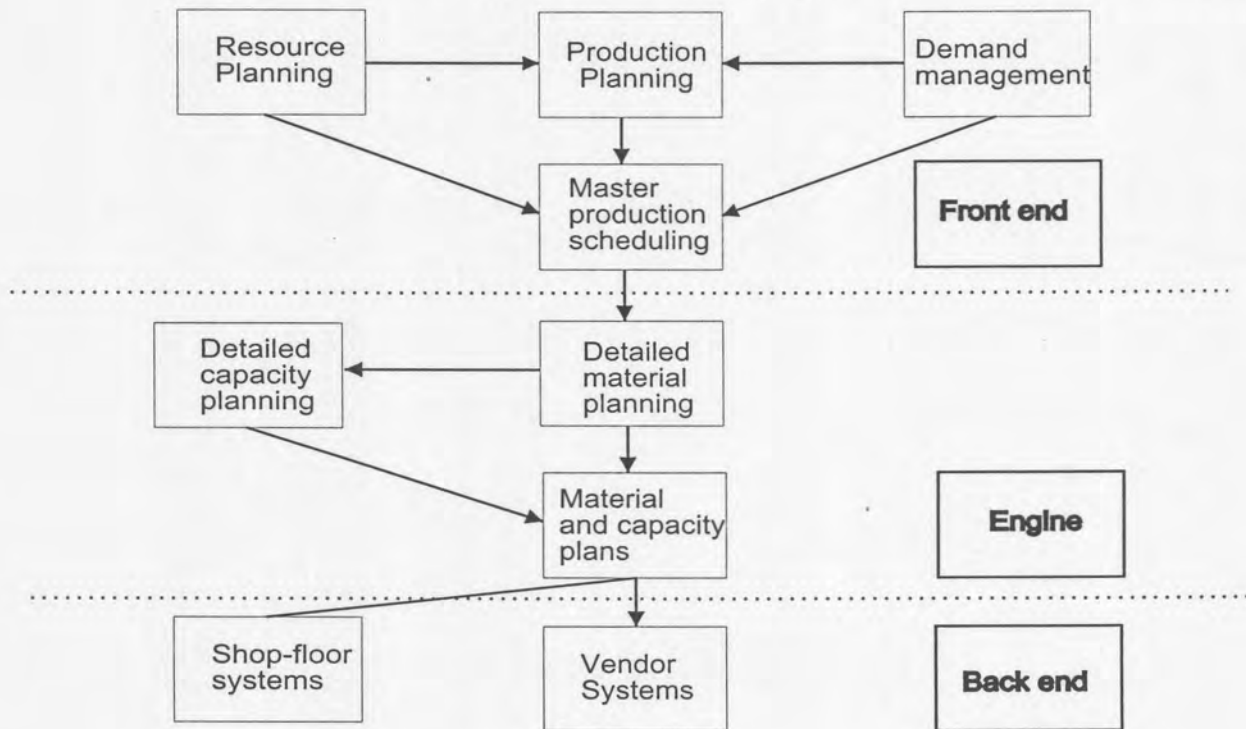 Resource
Planning
Production
Planning
Demand
management
Master
production
scheduling
Front end
Detailed
capacity
planning
Detailed
material
planning
Material
and capacity
plans
Engine
Shop-floor
systems
Vendor
Systems
Back end